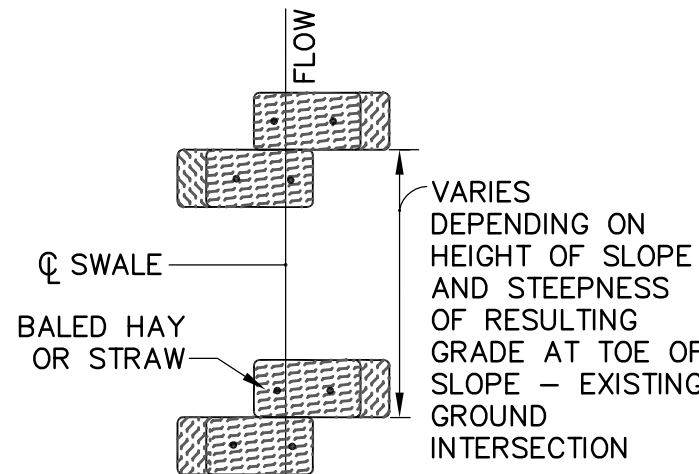 FLOW
℄ SWALE
BALED HAY
OR STRAW
VARIES
DEPENDING ON
HEIGHT OF SLOPE
AND STEEPNESS
OF RESULTING
GRADE AT TOE OF
SLOPE – EXISTING
GROUND
INTERSECTION